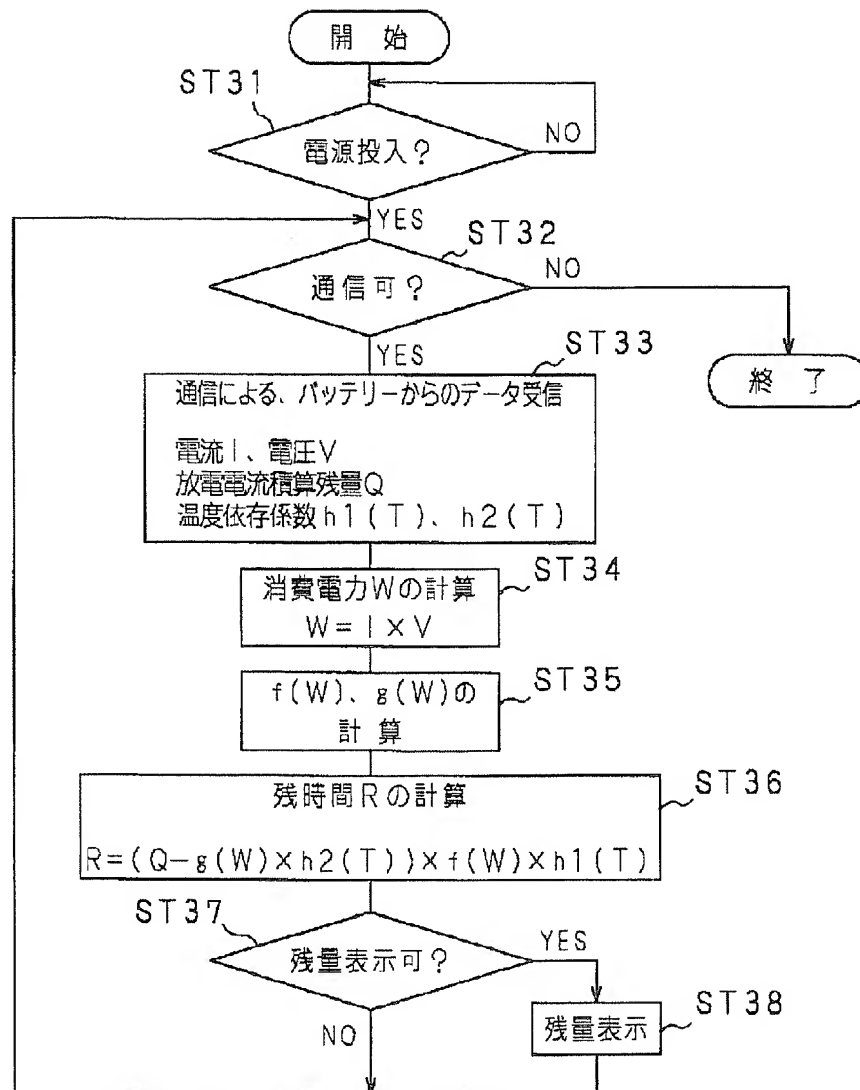 開 始
ST31
電源投入?
NO
YES
ST32
通信可?
NO
YES
終 了
ST33
通信による、バッテリーからのデータ受信
電流I、電圧V
放電電流積算残量Q
温度依存係数h1(T)、h2(T)
ST34
消費電力Wの計算
W=I×V
ST35
f(W)、g(W)の
計 算
ST36
残時間Rの計算
R=(Q-g(W)×h2(T))×f(W)×h1(T)
ST37
残量表示可?
YES
NO
ST38
残量表示